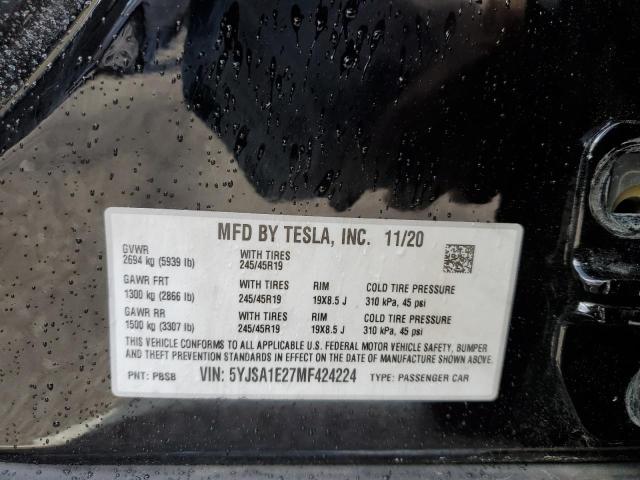 MFD BY TESLA, INC. 11/20
GVWR WITH TIRES
2694 kg (5939 lb) 245/45R19
GAWR FRT WITH TIRES RIM COLD TIRE PRESSURE
1300 kg (2866 lb) 245/45R19 19X8.5 J 310 kPa, 45 psi
GAWR RR WITH TIRES RIM COLD TIRE PRESSURE
1500 kg (3307 lb) 245/45R19 19X8.5 J 310 kPa, 45 psi
THIS VEHICLE CONFORMS TO ALL APPLICABLE U.S. FEDERAL MOTOR VEHICLE SAFETY, BUMPER
AND THEFT PREVENTION STANDARDS IN EFFECT ON THE DATE OF MANUFACTURE SHOWN ABOVE.
PNT: PBSB VIN: 5YJSA1E27MF424224 TYPE: PASSENGER CAR